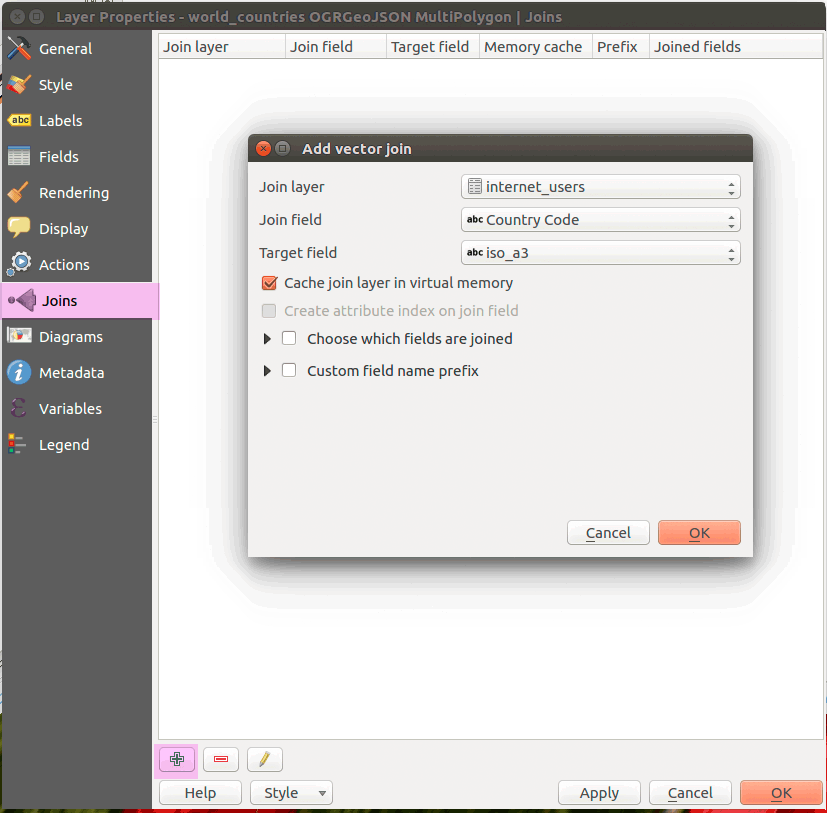 Layer Properties - world_countries OGRGeoJSON MultiPolygon | Joins
General
Style
Labels
Fields
Rendering
Display
Actions
Joins
Diagrams
Metadata
Variables
Legend
Join layer Join field Target field Memory cache Prefix Joined fields
Add vector join
Join layer internet_users
Join field abc Country Code
Target field abc iso_a3
Cache join layer in virtual memory
Create attribute index on join field
Choose which fields are joined
Custom field name prefix
Cancel OK
Help Style Apply Cancel OK
abc